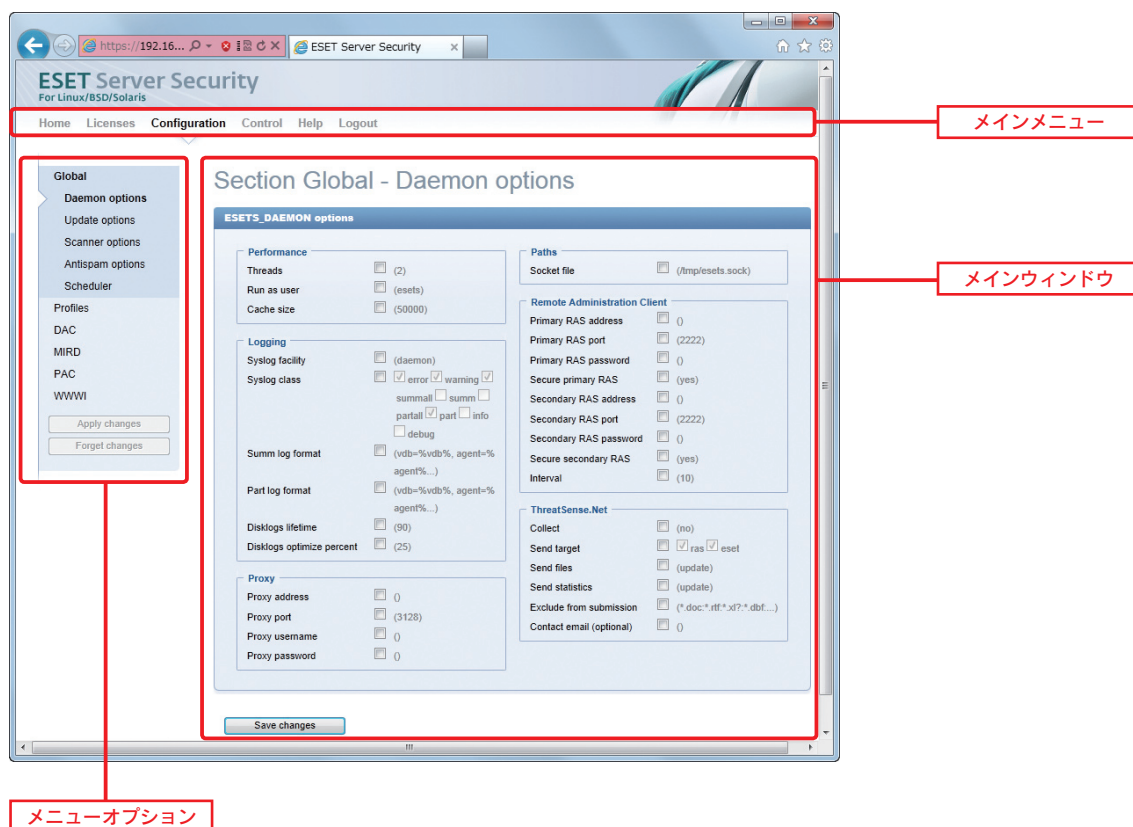 https://192.16...
ESET Server Security
ESET Server Security
For Linux/BSD/Solaris
Home Licenses Configuration Control Help Logout
メインメニュー
Global
Daemon options
Update options
Scanner options
Antispam options
Scheduler
Profiles
DAC
MIRD
PAC
WWWI
Apply changes
Forget changes
メニューオプション
Section Global - Daemon options
ESETS_DAEMON options
Performance
Threads (2)
Run as user (esets)
Cache size (50000)
Logging
Syslog facility (daemon)
Syslog class error warning
summall summ
partall part info
debug
Summ log format (vdb=%vdb%, agent=%
agent%...)
Part log format (vdb=%vdb%, agent=%
agent%...)
Disklogs lifetime (90)
Disklogs optimize percent (25)
Proxy
Proxy address ()
Proxy port (3128)
Proxy username ()
Proxy password ()
Paths
Socket file (/tmp/esets.sock)
Remote Administration Client
Primary RAS address ()
Primary RAS port (2222)
Primary RAS password ()
Secure primary RAS (yes)
Secondary RAS address ()
Secondary RAS port (2222)
Secondary RAS password ()
Secure secondary RAS (yes)
Interval (10)
ThreatSense.Net
Collect (no)
Send target ras eset
Send files (update)
Send statistics (update)
Exclude from submission (*.doc:*.rtf:*.xl?:*.dbf:...)
Contact email (optional) ()
Save changes
メインウィンドウ